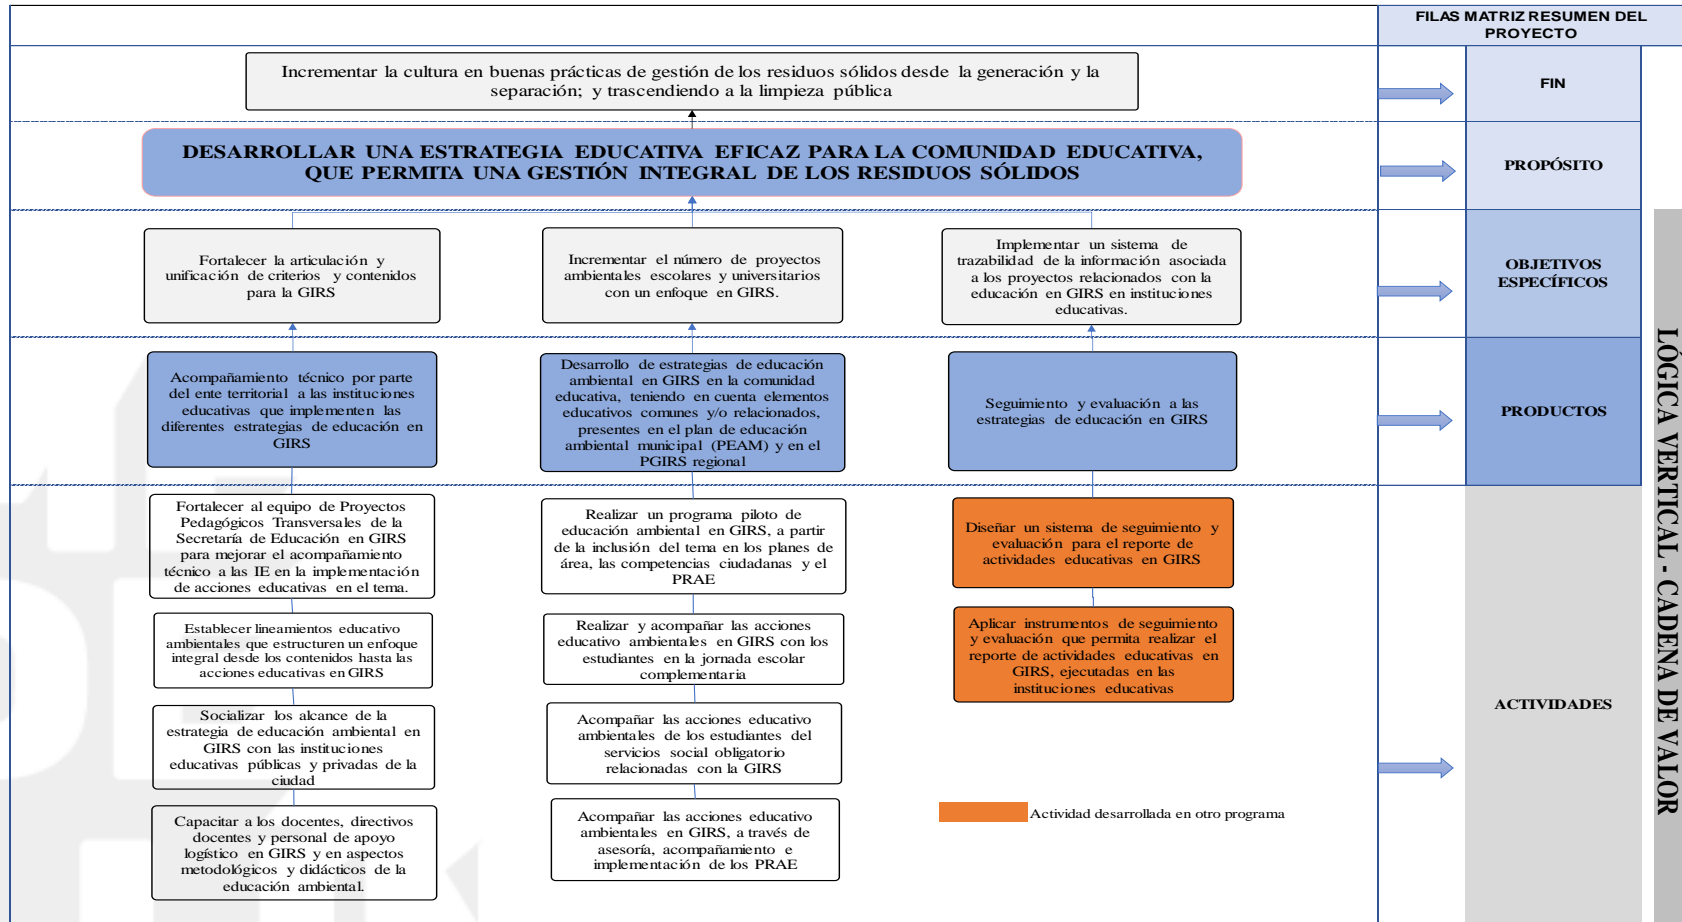 FILAS MATRIZ RESUMEN DEL
PROYECTO
Incrementar la cultura en buenas prácticas de gestión de los residuos sólidos desde la generación y la
separación; y trascendiendo a la limpieza pública
FIN
DESARROLLAR UNA ESTRATEGIA EDUCATIVA EFICAZ PARA LA COMUNIDAD EDUCATIVA,
QUE PERMITA UNA GESTIÓN INTEGRAL DE LOS RESIDUOS SÓLIDOS
PROPÓSITO
Fortalecer la articulación y
unificación de criterios y contenidos
para la GIRS
Incrementar el número de proyectos
ambientales escolares y universitarios
con un enfoque en GIRS.
Implementar un sistema de
trazabilidad de la información asociada
a los proyectos relacionados con la
educación en GIRS en instituciones
educativas.
OBJETIVOS
ESPECÍFICOS
Acompañamiento técnico por parte
del ente territorial a las instituciones
educativas que implementen las
diferentes estrategias de educación en
GIRS
Desarrollo de estrategias de educación
ambiental en GIRS en la comunidad
educativa, teniendo en cuenta elementos
educativos comunes y/o relacionados,
presentes en el plan de educación
ambiental municipal (PEAM) y en el
PGIRS regional
Seguimiento y evaluación a las
estrategias de educación en GIRS
PRODUCTOS
Fortalecer al equipo de Proyectos
Pedagógicos Transversales de la
Secretaría de Educación en GIRS
para mejorar el acompañamiento
técnico a las IE en la implementación
de acciones educativas en el tema.
Establecer lineamientos educativo
ambientales que estructuren un enfoque
integral desde los contenidos hasta las
acciones educativas en GIRS
Socializar los alcance de la
estrategia de educación ambiental en
GIRS con las instituciones
educativas públicas y privadas de la
ciudad
Capacitar a los docentes, directivos
docentes y personal de apoyo
logístico en GIRS y en aspectos
metodológicos y didácticos de la
educación ambiental.
Realizar un programa piloto de
educación ambiental en GIRS, a partir
de la inclusión del tema en los planes de
área, las competencias ciudadanas y el
PRAE
Realizar y acompañar las acciones
educativo ambientales en GIRS con los
estudiantes en la jornada escolar
complementaria
Acompañar las acciones educativo
ambientales de los estudiantes del
servicios social obligatorio
relacionadas con la GIRS
Acompañar las acciones educativo
ambientales en GIRS, a través de
asesoría, acompañamiento e
implementación de los PRAE
Diseñar un sistema de seguimiento y
evaluación para el reporte de
actividades educativas en GIRS
Aplicar instrumentos de seguimiento
y evaluación que permita realizar el
reporte de actividades educativas en
GIRS, ejecutadas en las
instituciones educativas
Actividad desarrollada en otro programa
ACTIVIDADES
LÓGICA VERTICAL - CADENA DE VALOR